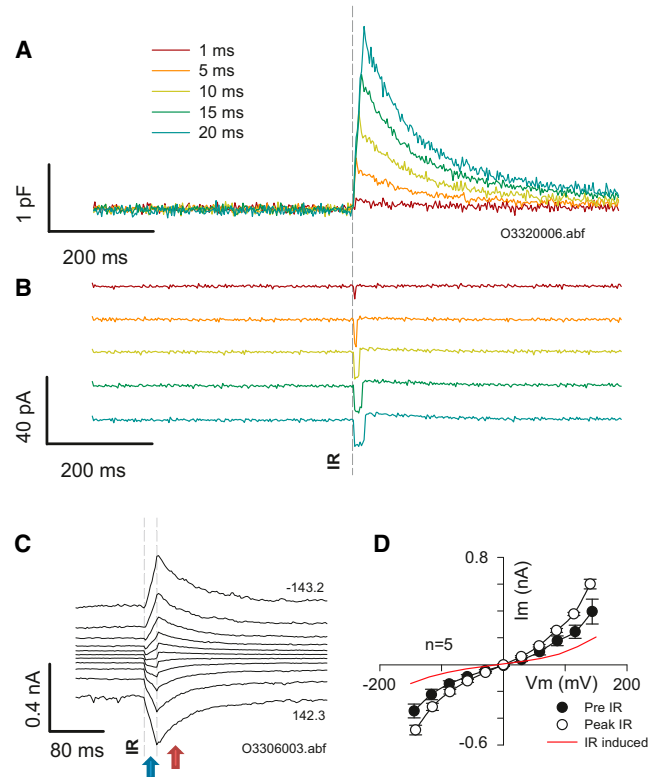 A
1 ms
5 ms
10 ms
15 ms
20 ms
1 pF
200 ms
O3320006.abf
B
40 pA
200 ms
IR
C
-143.2
142.3
0.4 nA
80 ms
IR
O3306003.abf
D
0.8
Im (nA)
n=5
-200
Vm (mV)
200
-0.6
Pre IR
Peak IR
IR induced